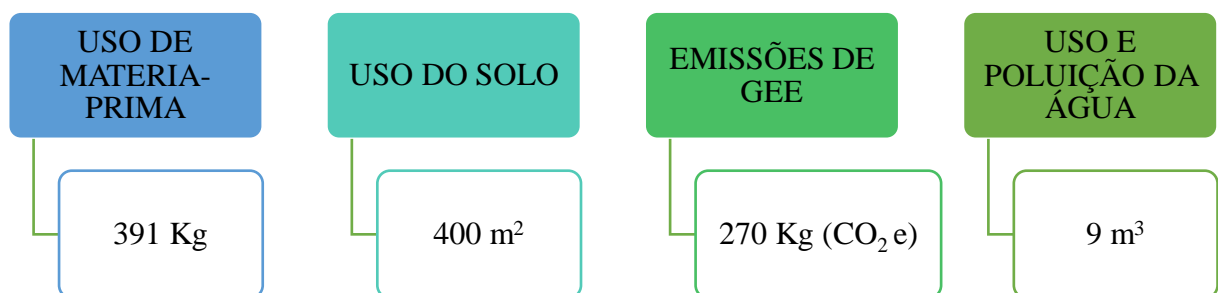 USO DE
MATERIA-
PRIMA
391 Kg
USO DO SOLO
400 m²
EMISSÕES DE
GEE
270 Kg (CO₂ e)
USO E
POLUIÇÃO DA
ÁGUA
9 m³